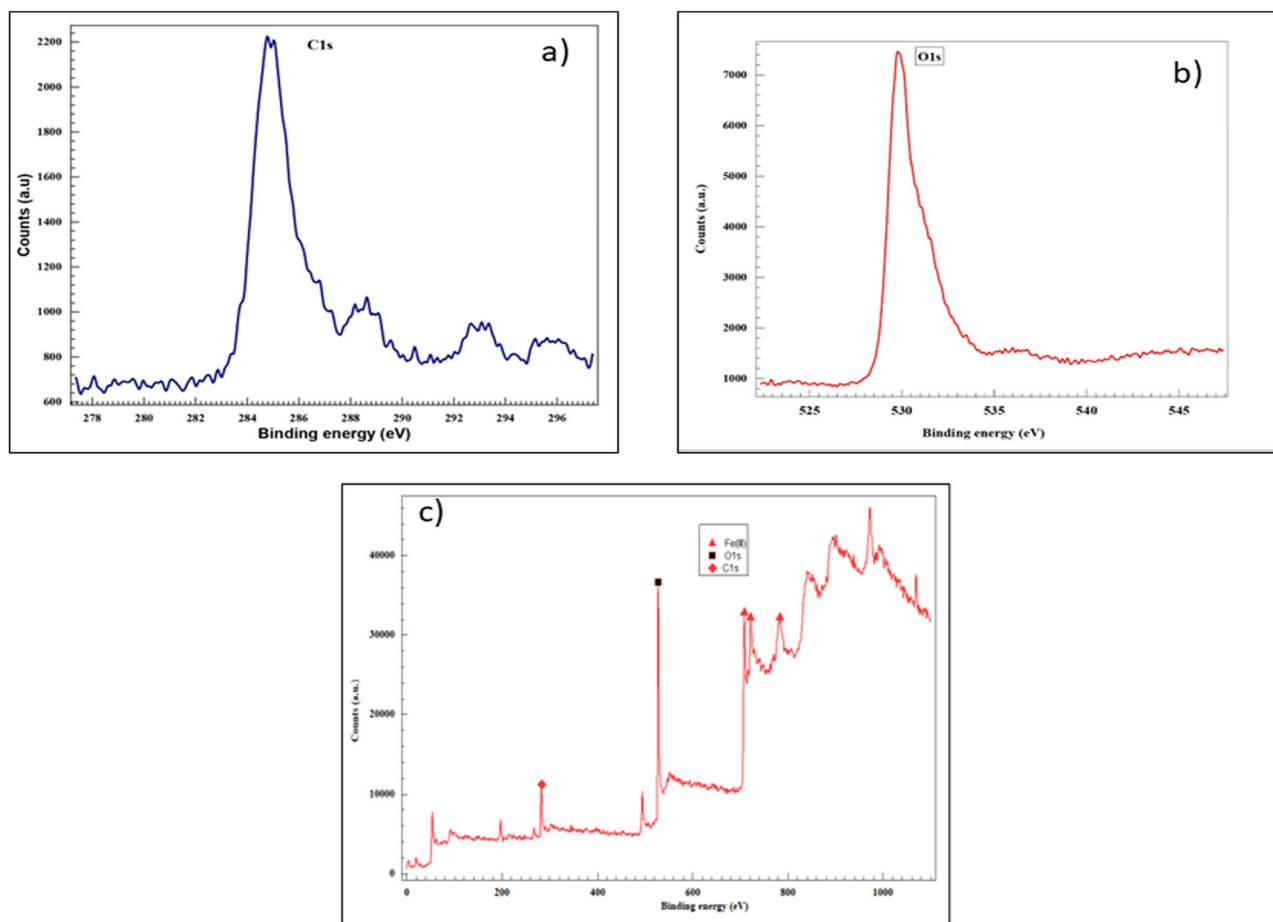 C1s
a)
2200
2000
1800
1600
1400
1200
1000
800
600
Counts (a.u)
278 280 282 284 286 288 290 292 294 296
Binding energy (eV)
O1s
b)
7000
6000
5000
4000
3000
2000
1000
Counts (a.u.)
525 530 535 540 545
Binding energy (eV)
c)
Fe(III)
O1s
C1s
40000
30000
20000
10000
0
Counts (a.u.)
0 200 400 600 800 1000
Binding energy (eV)